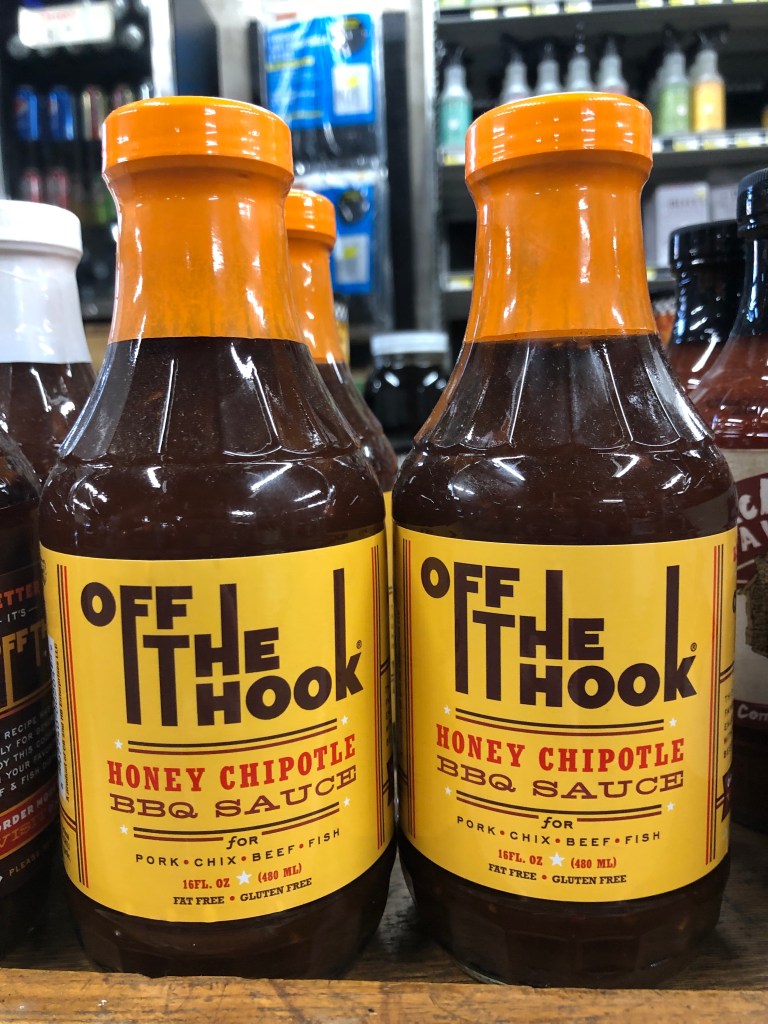 OFF
THE
HOOK®
HONEY CHIPOTLE
BBQ SAUCE
for
PORK • CHIX • BEEF • FISH
16FL. OZ ★ (480 ML)
FAT FREE • GLUTEN FREE
OFF
THE
HOOK®
HONEY CHIPOTLE
BBQ SAUCE
for
PORK • CHIX • BEEF • FISH
16FL. OZ ★ (480 ML)
FAT FREE • GLUTEN FREE
IT'S